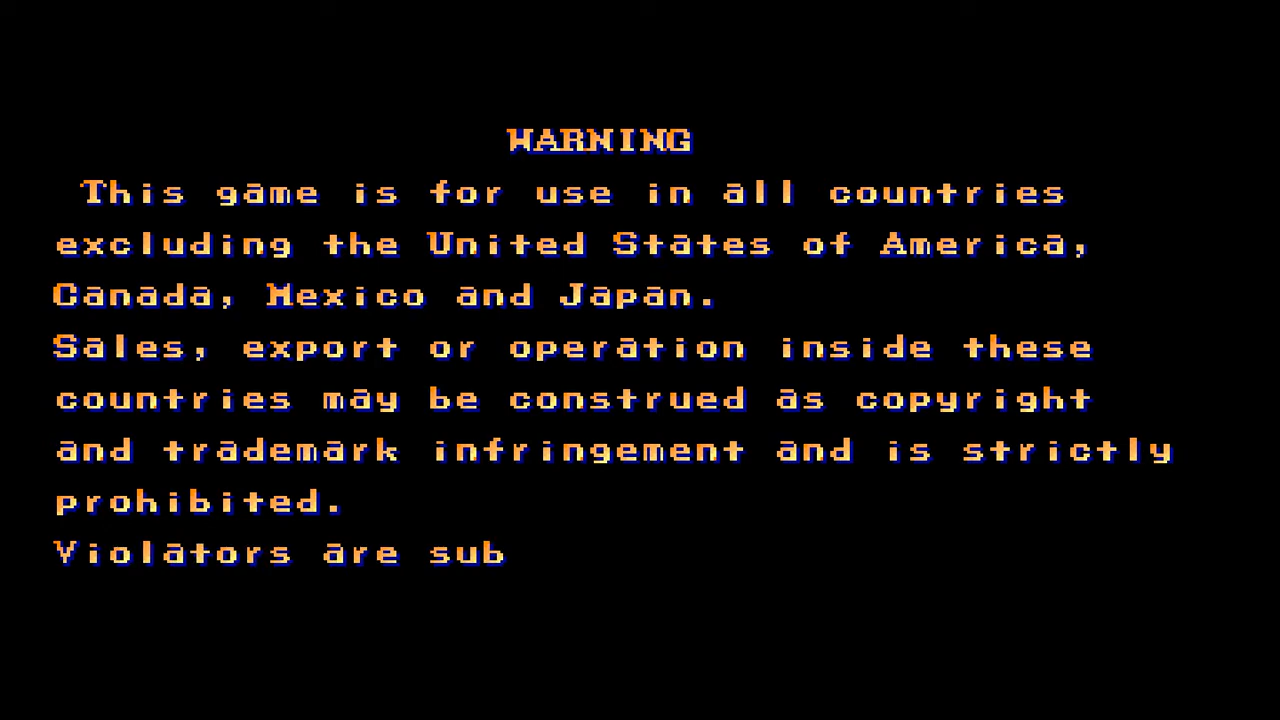 WARNING
This game is for use in all countries
excluding the United States of America,
Canada, Mexico and Japan.
Sales, export or operation inside these
countries may be construed as copyright
and trademark infringement and is strictly
prohibited.
Violators are sub